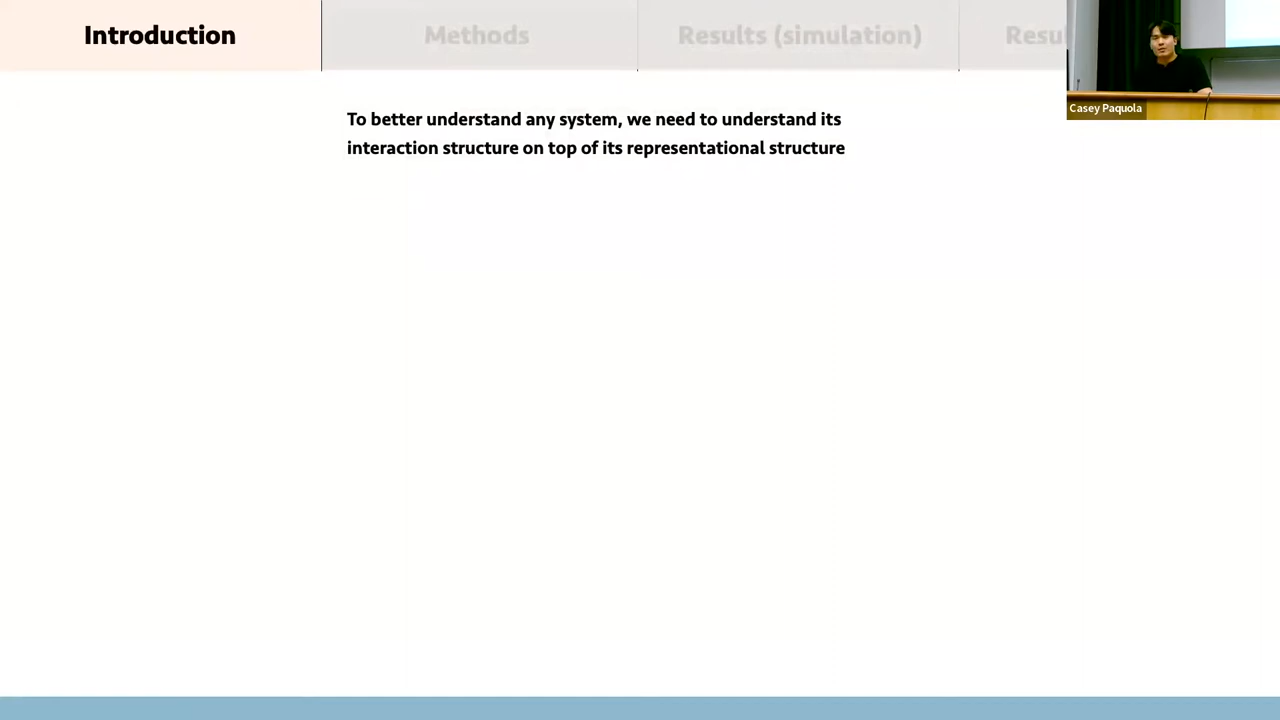 Introduction
Methods
Results (simulation)
Resul
Casey Paquola
To better understand any system, we need to understand its
interaction structure on top of its representational structure